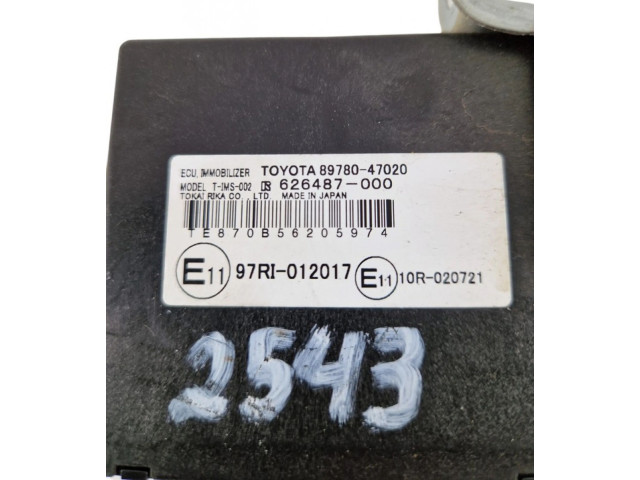 ECU, IMMOBILIZER TOYOTA 89780-47020
MODEL T-IMS-002 R 626487-000
TOKAI RIKA CO., LTD. MADE IN JAPAN
TE870B56205974
E11 97RI-012017 E11 10R-020721
2543